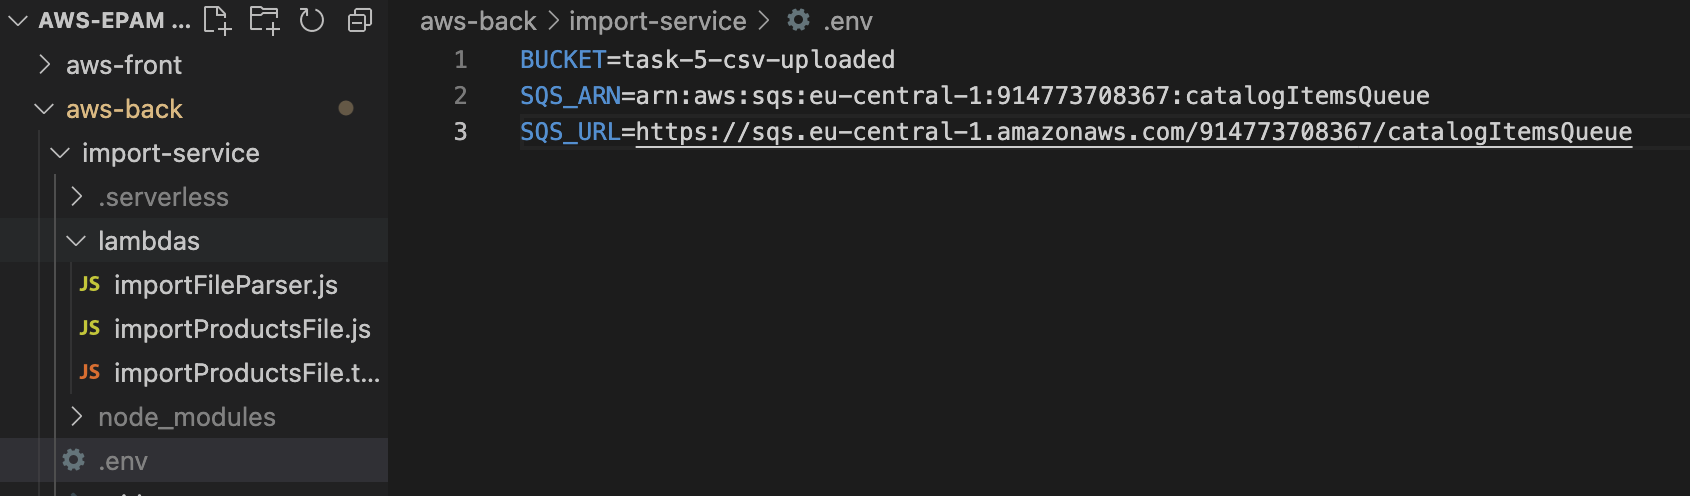 AWS-EPAM ...
aws-front
aws-back
import-service
.serverless
lambdas
JS importFileParser.js
JS importProductsFile.js
JS importProductsFile.t...
node_modules
.env
aws-back > import-service > .env
1 BUCKET=task-5-csv-uploaded
2 SQS_ARN=arn:aws:sqs:eu-central-1:914773708367:catalogItemsQueue
3 SQS_URL=https://sqs.eu-central-1.amazonaws.com/914773708367/catalogItemsQueue